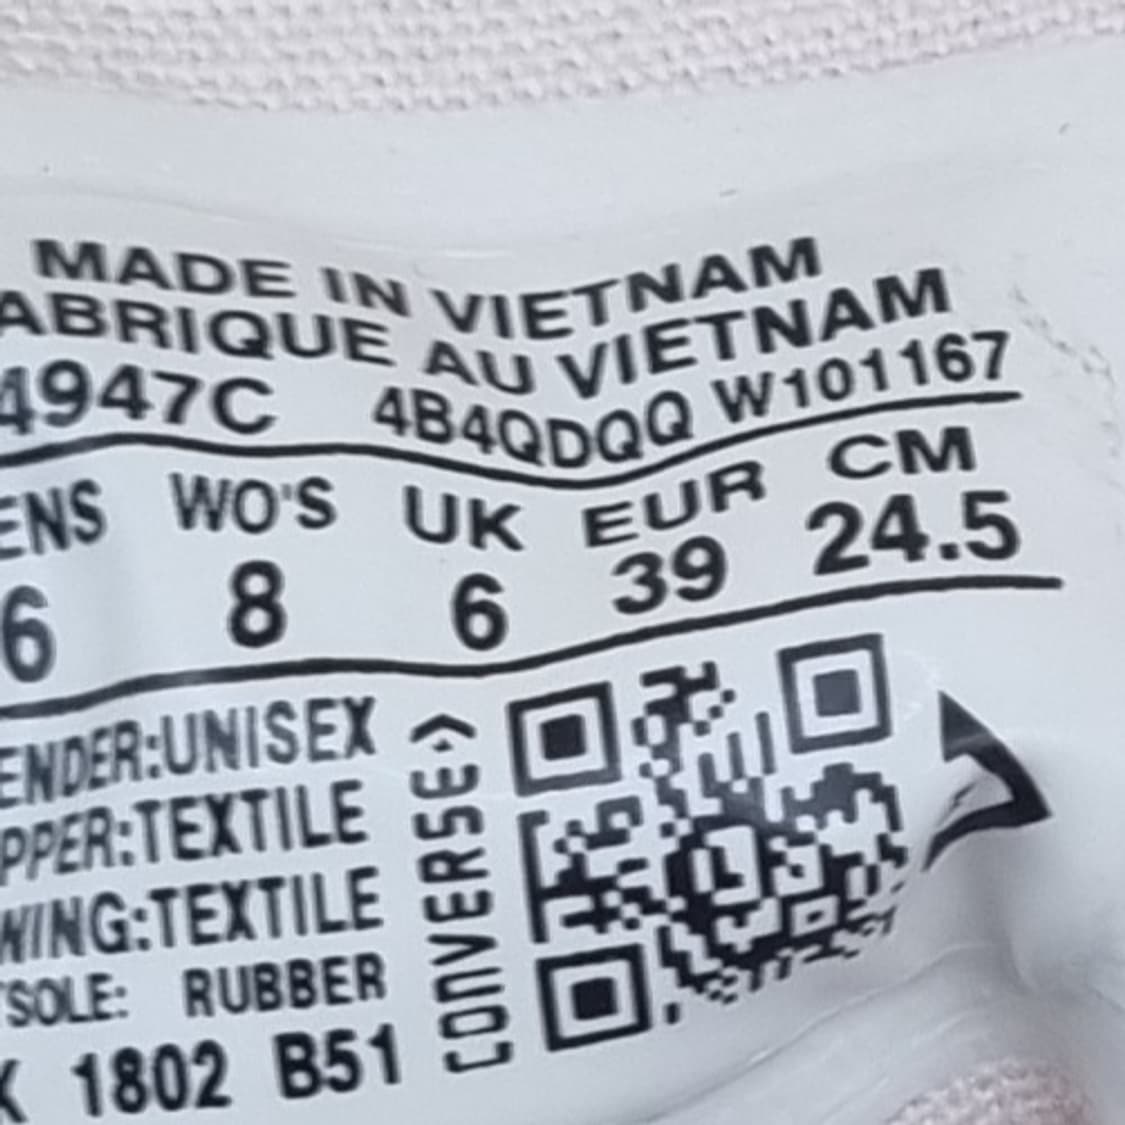 MADE IN VIETNAM
ABRIQUE AU VIETNAM
4947C 4B4QDQQ W101167
ENS WO'S UK EUR CM
6 8 6 39 24.5
ENDER:UNISEX
PPER:TEXTILE
WING:TEXTILE
TSOLE: RUBBER
K 1802 B51
CONVERSE